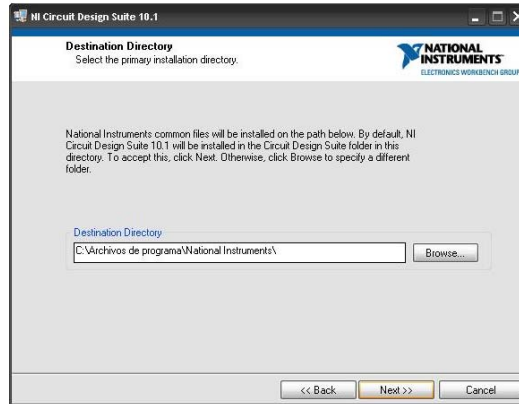 NI Circuit Design Suite 10.1
Destination Directory
Select the primary installation directory.
NATIONAL
INSTRUMENTS
ELECTRONICS WORKBENCH GROUP
National Instruments common files will be installed on the path below. By default, NI
Circuit Design Suite 10.1 will be installed in the Circuit Design Suite folder in this
directory. To accept this, click Next. Otherwise, click Browse to specify a different
folder.
Destination Directory
C:\Archivos de programa\National Instruments\
Browse...
<< Back
Next >>
Cancel